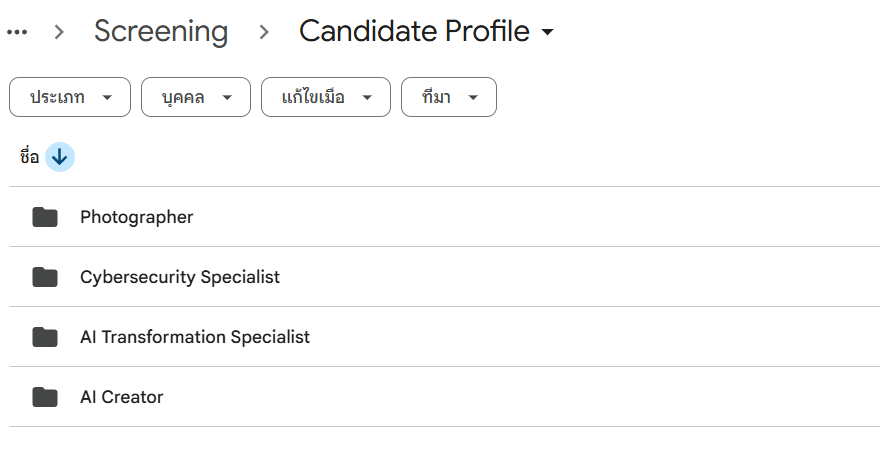 ... > Screening > Candidate Profile
ประเภท บุคคล แก้ไขเมื่อ ที่มา
ชื่อ
Photographer
Cybersecurity Specialist
AI Transformation Specialist
AI Creator